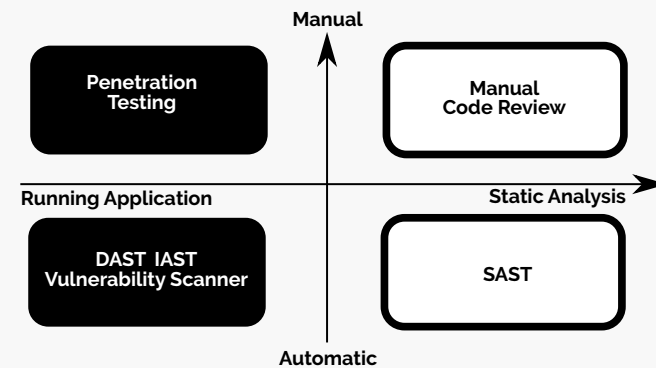 Manual
Penetration
Testing
Manual
Code Review
Running Application
Static Analysis
DAST IAST
Vulnerability Scanner
SAST
Automatic